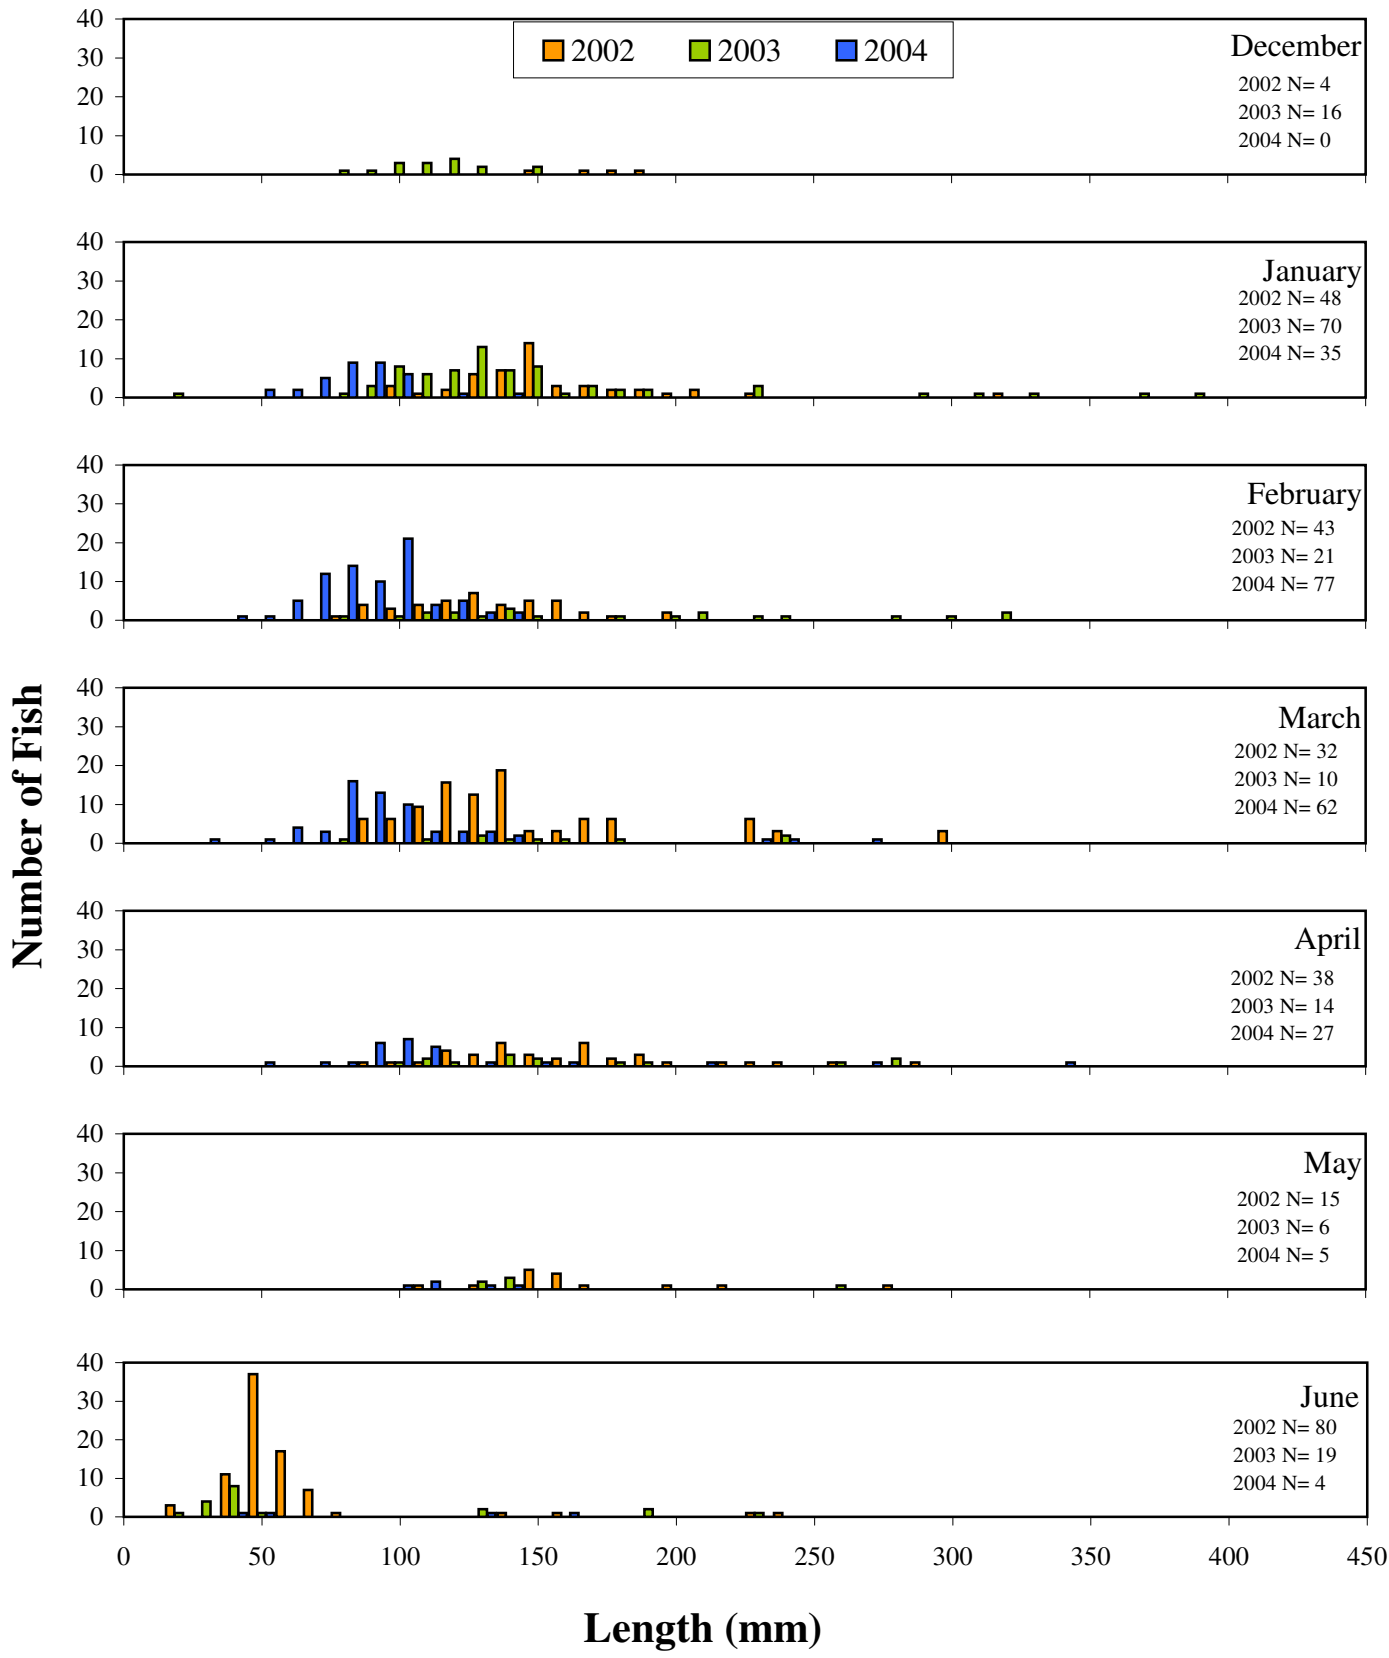 40
2002 2003 2004
December
30
2002 N= 4
20
2003 N= 16
10
2004 N= 0
0
40
January
30
2002 N= 48
20
2003 N= 70
10
2004 N= 35
0
40
February
30
2002 N= 43
20
2003 N= 21
10
2004 N= 77
0
40
March
30
2002 N= 32
20
2003 N= 10
10
2004 N= 62
0
Number of Fish
40
April
30
2002 N= 38
20
2003 N= 14
10
2004 N= 27
0
40
May
30
2002 N= 15
20
2003 N= 6
10
2004 N= 5
0
40
June
30
2002 N= 80
20
2003 N= 19
10
2004 N= 4
0
0 50 100 150 200 250 300 350 400 450
Length (mm)